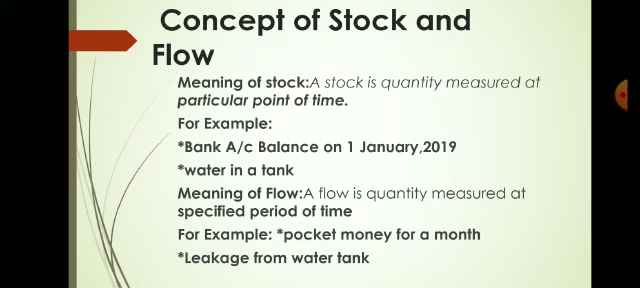 Concept of Stock and
Flow
Meaning of stock:A stock is quantity measured at
particular point of time.
For Example:
*Bank A/c Balance on 1 January,2019
*water in a tank
Meaning of Flow:A flow is quantity measured at
specified period of time
For Example: *pocket money for a month
*Leakage from water tank